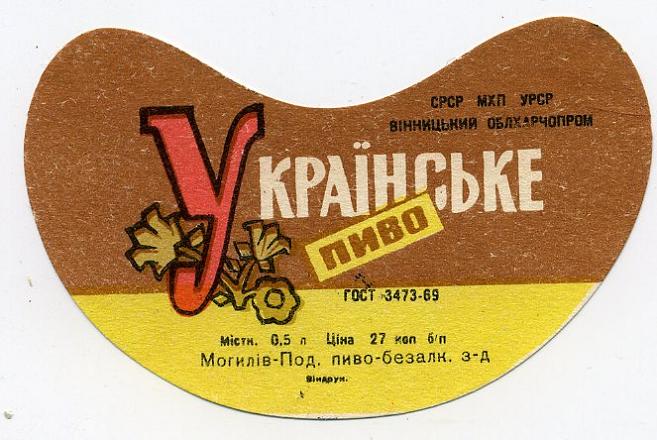 СРСР МХП УРСР
ВІННИЦЬКИЙ ОБЛХАРЧОПРОМ
УКРАЇНСЬКЕ
ПИВО
ГОСТ 3473-69
Містк. 0,5 л Ціна 27 коп б/п
Могилів-Под. пиво-безалк. з-д
Віндрук.